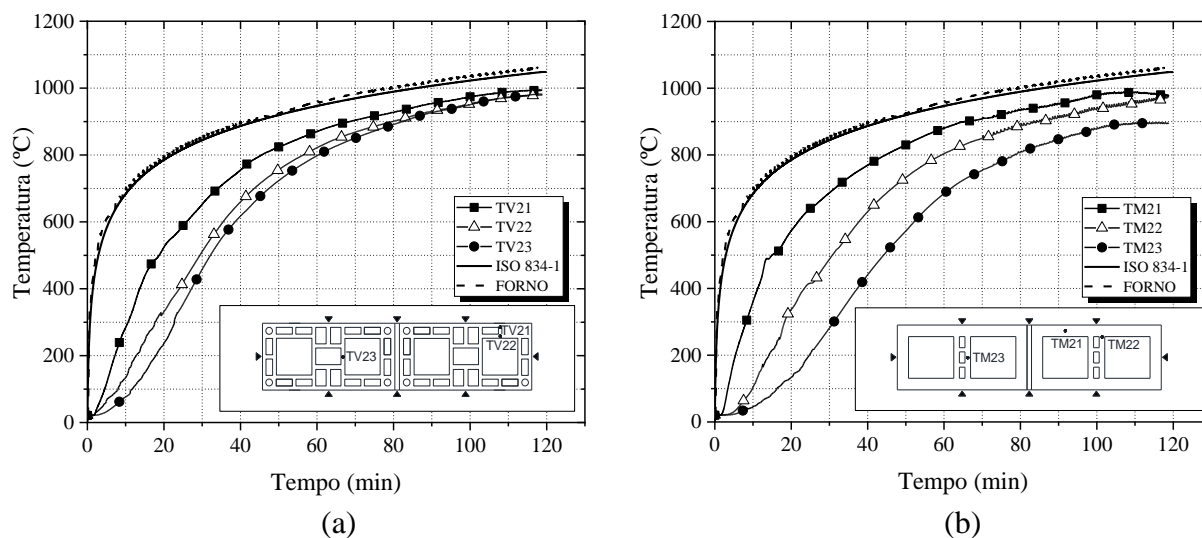 1200
1000
800
600
400
200
0
Temperatura (ºC)
0 20 40 60 80 100 120
Tempo (min)
TV21
TV22
TV23
ISO 834-1
FORNO
TV21
TV22
TV23
(a)
1200
1000
800
600
400
200
0
Temperatura (ºC)
0 20 40 60 80 100 120
Tempo (min)
TM21
TM22
TM23
ISO 834-1
FORNO
TM21
TM22
TM23
(b)